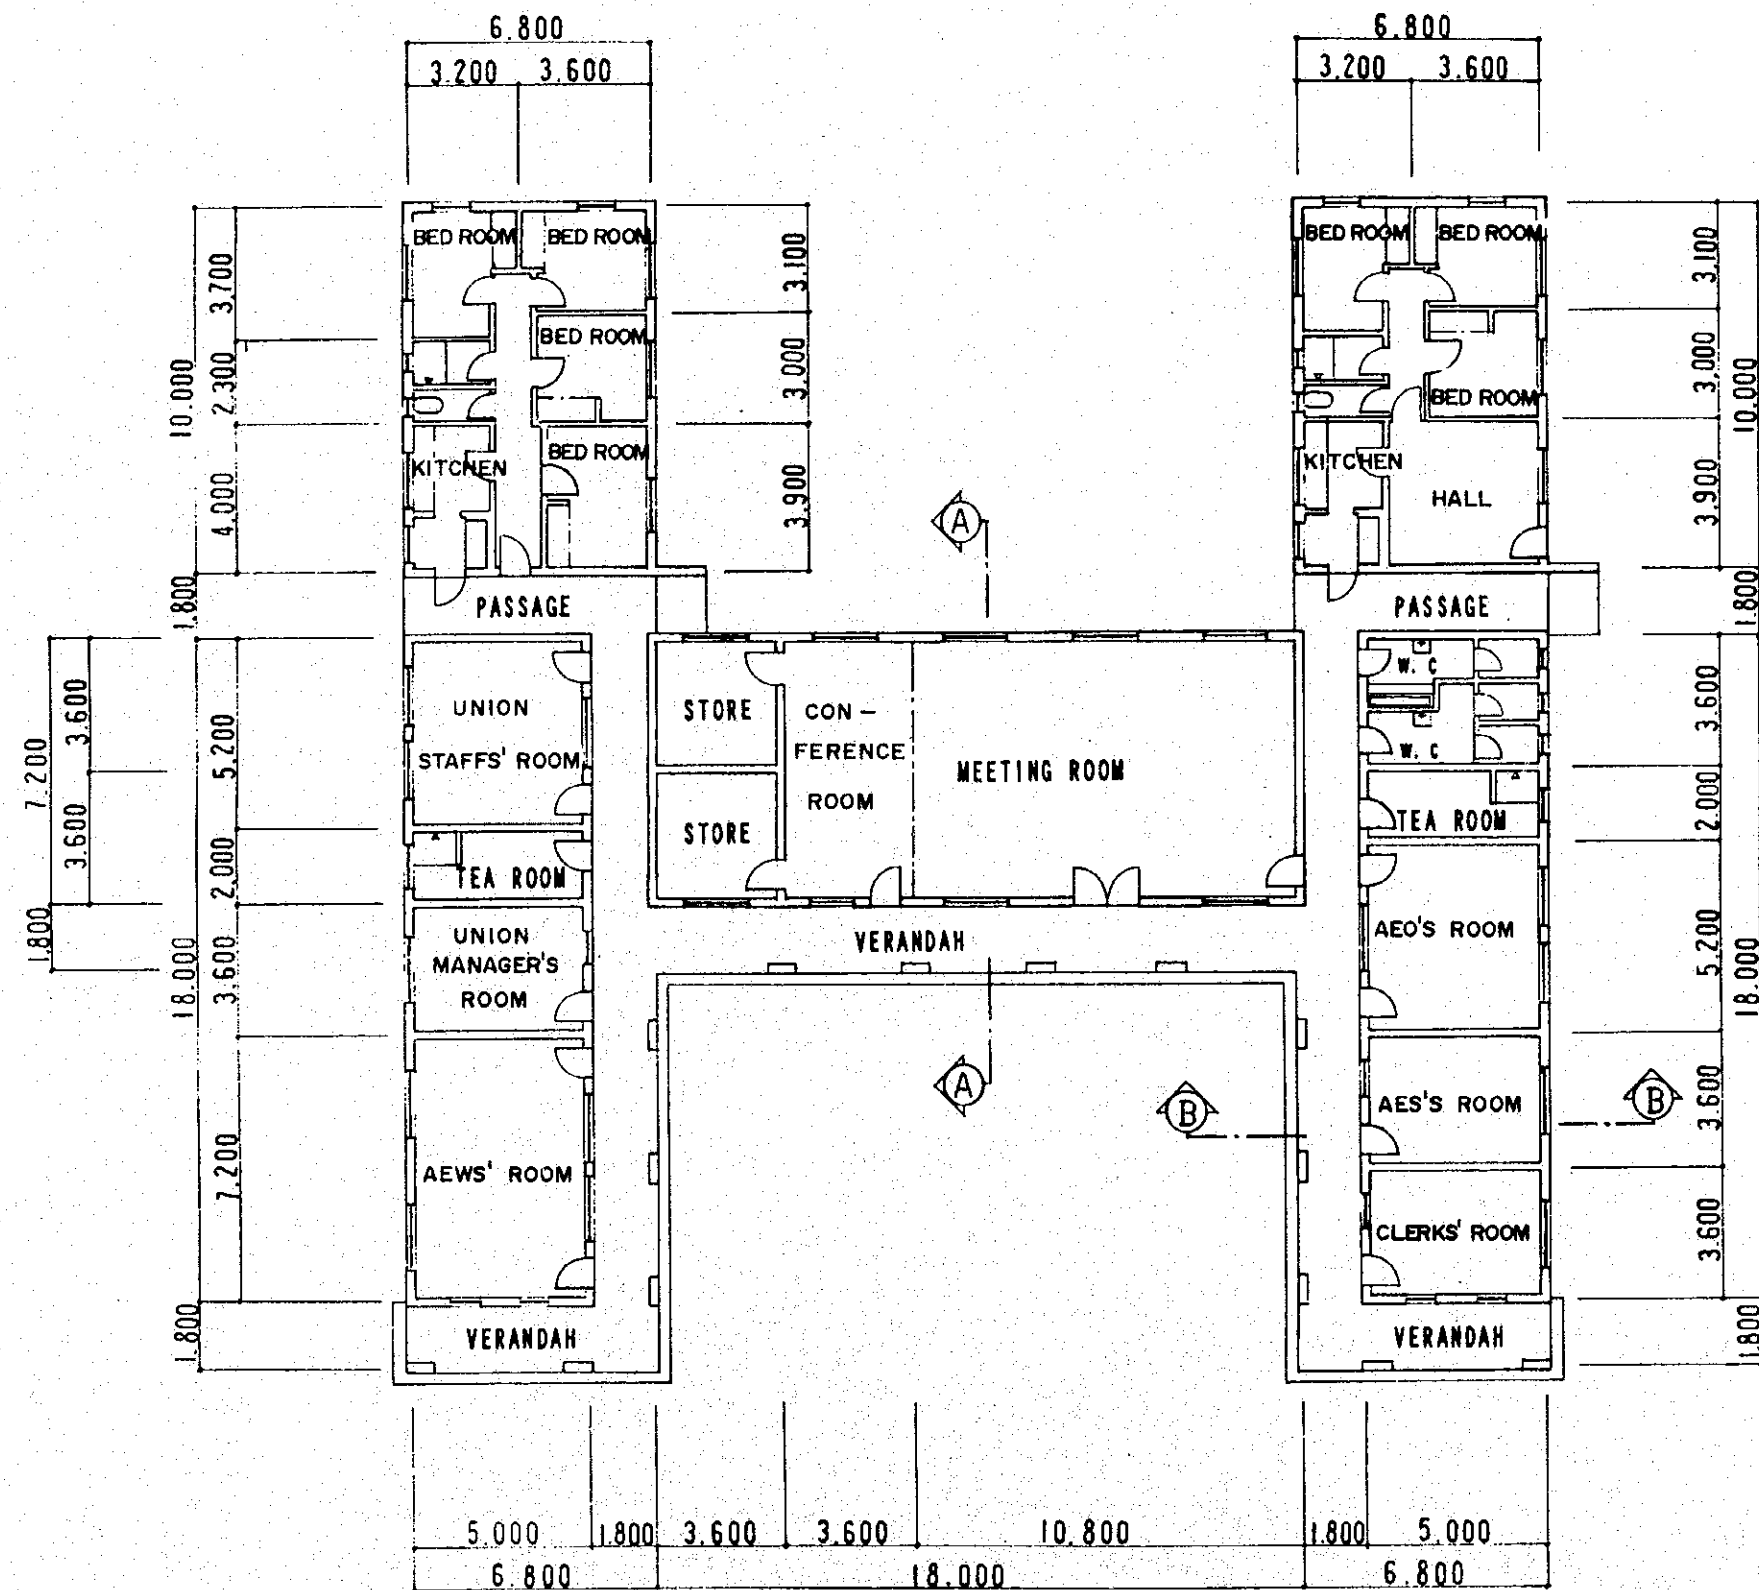 6.800 6.800
3.200 3.600 3.200 3.600
BED ROOM BED ROOM BED ROOM BED ROOM
3.700 3.100 3.100
BED ROOM
10.000 2.300 3.000 3.000 10.000
BED ROOM
KITCHEN BED ROOM KITCHEN
HALL
4.000 3.900 A 3.900
1.800 PASSAGE PASSAGE 1.800
W. C
3.600 5.200 UNION STORE CON – 3.600
STAFFS' ROOM FERENCE MEETING ROOM W. C
7.200 ROOM
3.600 STORE 2.000
2.000 TEA ROOM TEA ROOM
1.800 UNION VERANDAH AEO'S ROOM 5.200
18.000 3.600 MANAGER'S 18.000
ROOM
A B AES'S ROOM 3.600 B
7.200 AEWS' ROOM
CLERKS' ROOM 3.600
1.800 VERANDAH VERANDAH 1.800
5.000 1.800 3.600 3.600 10.800 1.800 5.000
6.800 18.000 6.800